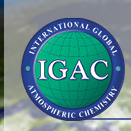 INTERNATIONAL GLOBAL
IGAC
ATMOSPHERIC CHEMISTRY